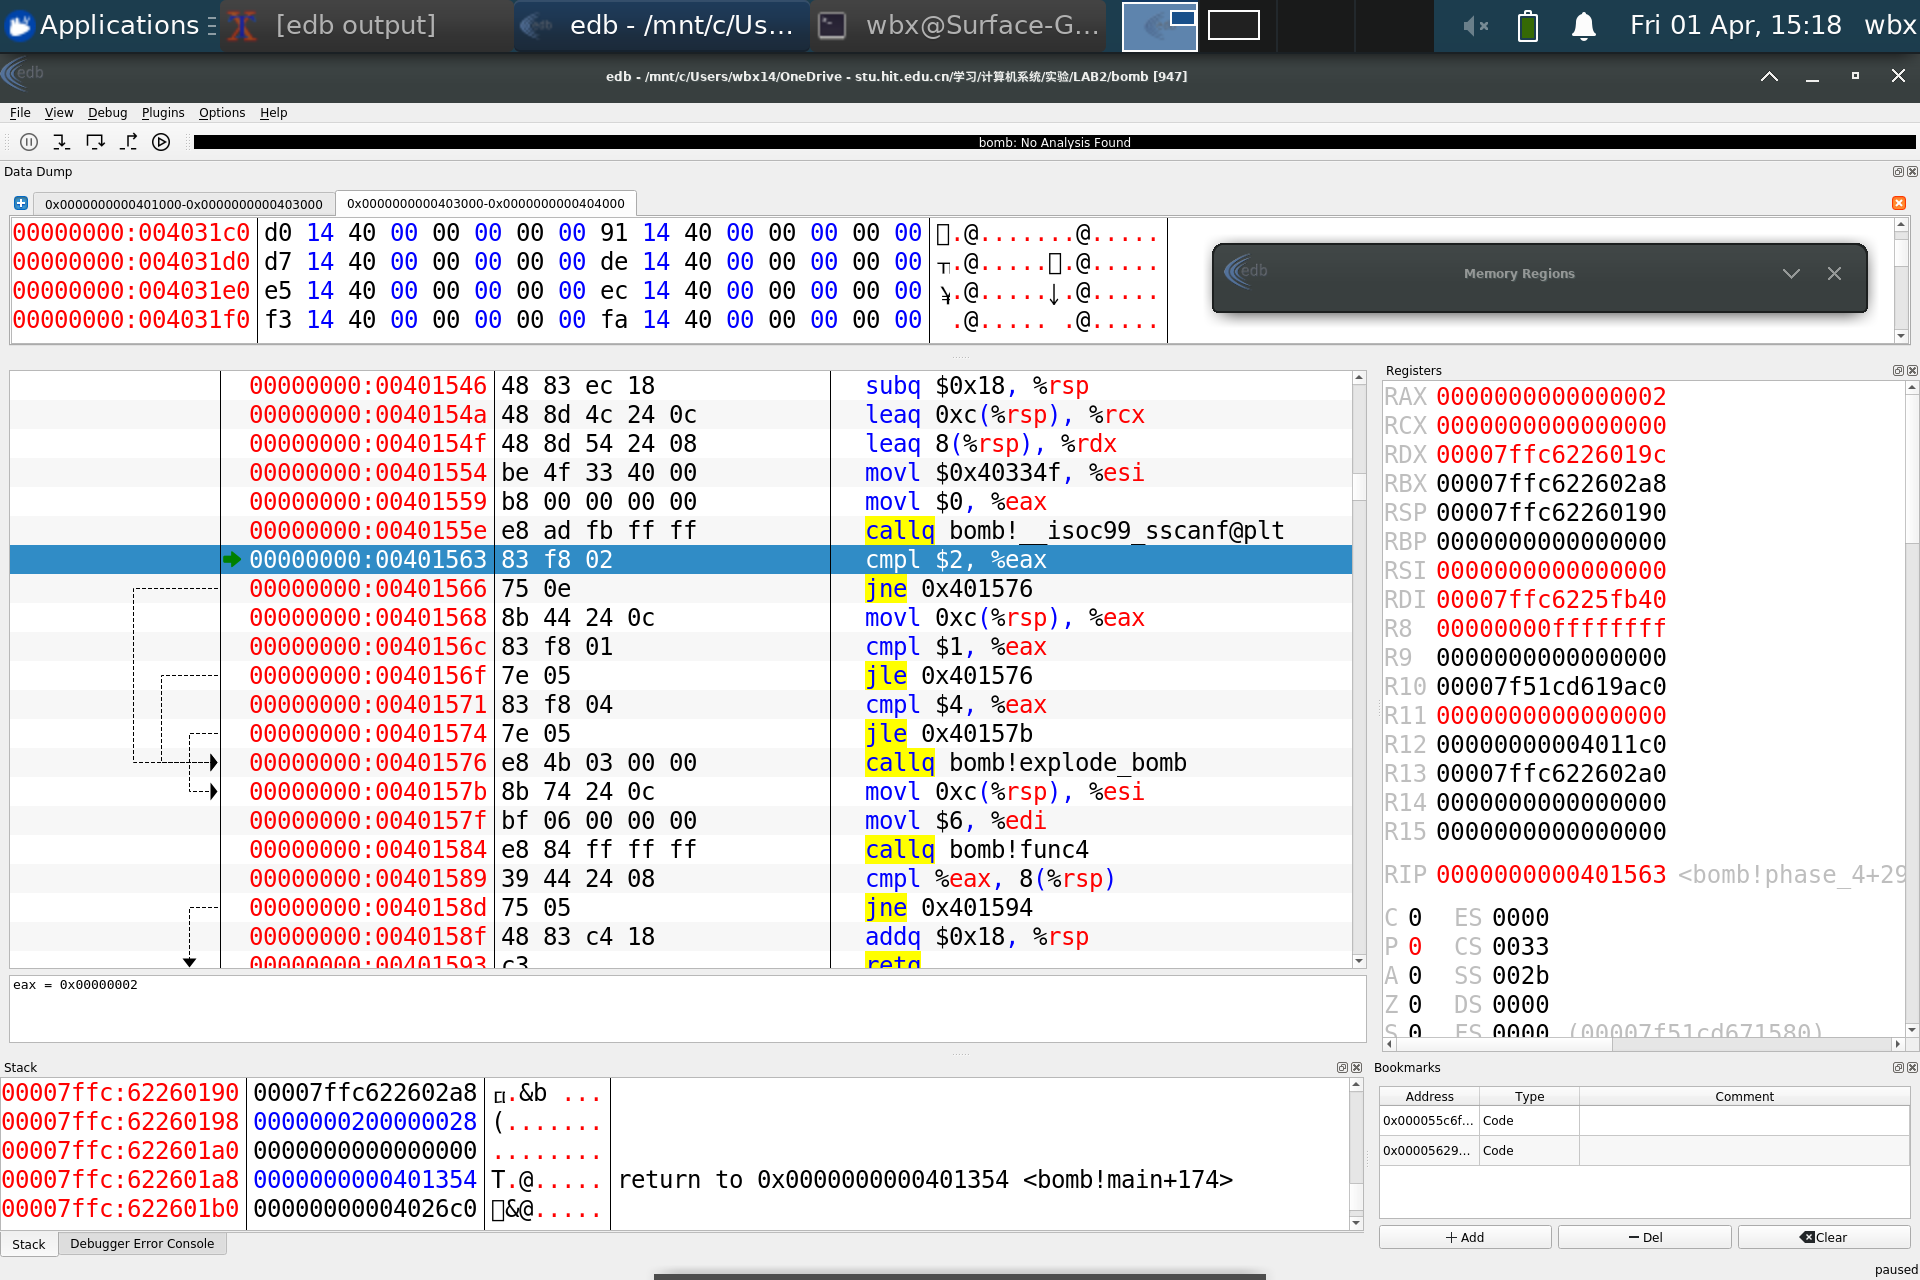 Applications [edb output] edb - /mnt/c/Us... wbx@Surface-G... Fri 01 Apr, 15:18 wbx
edb edb - /mnt/c/Users/wbx14/OneDrive - stu.hit.edu.cn/学习/计算机系统/实验/LAB2/bomb [947]
File View Debug Plugins Options Help
bomb: No Analysis Found
Data Dump
0x0000000000401000-0x0000000000403000 0x0000000000403000-0x0000000000404000
00000000:004031c0 d0 14 40 00 00 00 00 00 91 14 40 00 00 00 00 00 .@.......@.....
00000000:004031d0 d7 14 40 00 00 00 00 00 de 14 40 00 00 00 00 00 .@..... .@.....
00000000:004031e0 e5 14 40 00 00 00 00 00 ec 14 40 00 00 00 00 00 .@.....↓.@.....
00000000:004031f0 f3 14 40 00 00 00 00 00 fa 14 40 00 00 00 00 00 .@..... .@.....
edb Memory Regions
00000000:00401546 48 83 ec 18 subq $0x18, %rsp
00000000:0040154a 48 8d 4c 24 0c leaq 0xc(%rsp), %rcx
00000000:0040154f 48 8d 54 24 08 leaq 8(%rsp), %rdx
00000000:00401554 be 4f 33 40 00 movl $0x40334f, %esi
00000000:00401559 b8 00 00 00 00 movl $0, %eax
00000000:0040155e e8 ad fb ff ff callq bomb!__isoc99_sscanf@plt
00000000:00401563 83 f8 02 cmpl $2, %eax
00000000:00401566 75 0e jne 0x401576
00000000:00401568 8b 44 24 0c movl 0xc(%rsp), %eax
00000000:0040156c 83 f8 01 cmpl $1, %eax
00000000:0040156f 7e 05 jle 0x401576
00000000:00401571 83 f8 04 cmpl $4, %eax
00000000:00401574 7e 05 jle 0x40157b
00000000:00401576 e8 4b 03 00 00 callq bomb!explode_bomb
00000000:0040157b 8b 74 24 0c movl 0xc(%rsp), %esi
00000000:0040157f bf 06 00 00 00 movl $6, %edi
00000000:00401584 e8 84 ff ff ff callq bomb!func4
00000000:00401589 39 44 24 08 cmpl %eax, 8(%rsp)
00000000:0040158d 75 05 jne 0x401594
00000000:0040158f 48 83 c4 18 addq $0x18, %rsp
00000000:00401593 c3 retq
eax = 0x00000002
Registers
RAX 0000000000000002
RCX 0000000000000000
RDX 00007ffc6226019c
RBX 00007ffc622602a8
RSP 00007ffc62260190
RBP 0000000000000000
RSI 0000000000000000
RDI 00007ffc6225fb40
R8 00000000ffffffff
R9 0000000000000000
R10 00007f51cd619ac0
R11 0000000000000000
R12 00000000004011c0
R13 00007ffc622602a0
R14 0000000000000000
R15 0000000000000000
RIP 0000000000401563 <bomb!phase_4+29
C 0 ES 0000
P 0 CS 0033
A 0 SS 002b
Z 0 DS 0000
S 0 FS 0000 (00007f51cd671580)
Stack
00007ffc:62260190 00007ffc622602a8 .&b ...
00007ffc:62260198 0000000200000028 (.......
00007ffc:622601a0 0000000000000000 ........
00007ffc:622601a8 0000000000401354 T.@..... return to 0x0000000000401354 <bomb!main+174>
00007ffc:622601b0 00000000004026c0 &@.....
Stack Debugger Error Console
Bookmarks
Address Type Comment
0x000055c6f... Code
0x00005629... Code
Add Del Clear
paused